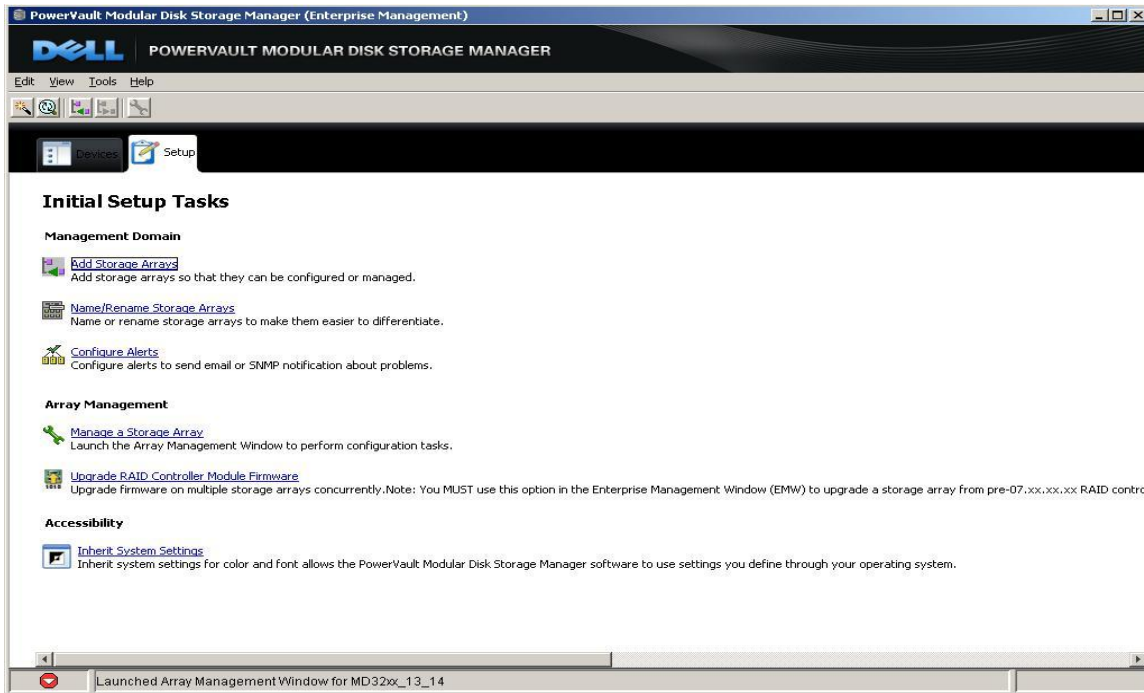 PowerVault Modular Disk Storage Manager (Enterprise Management)
DELL POWERVAULT MODULAR DISK STORAGE MANAGER
Edit View Tools Help
Devices Setup
Initial Setup Tasks
Management Domain
Add Storage Arrays
Add storage arrays so that they can be configured or managed.
Name/Rename Storage Arrays
Name or rename storage arrays to make them easier to differentiate.
Configure Alerts
Configure alerts to send email or SNMP notification about problems.
Array Management
Manage a Storage Array
Launch the Array Management Window to perform configuration tasks.
Upgrade RAID Controller Module Firmware
Upgrade firmware on multiple storage arrays concurrently.Note: You MUST use this option in the Enterprise Management Window (EMW) to upgrade a storage array from pre-07.xx.xx.xx RAID contro
Accessibility
Inherit System Settings
Inherit system settings for color and font allows the PowerVault Modular Disk Storage Manager software to use settings you define through your operating system.
Launched Array Management Window for MD32xx_13_14